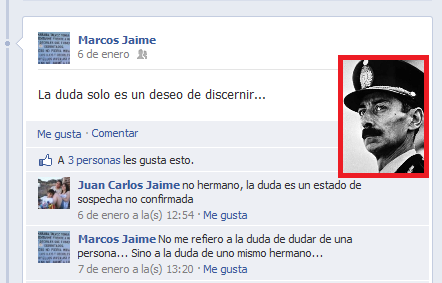 Marcos Jaime
6 de enero
La duda solo es un deseo de discernir...
Me gusta · Comentar
A 3 personas les gusta esto.
Juan Carlos Jaime no hermano, la duda es un estado de
sospecha no confirmada
6 de enero a la(s) 12:54 · Me gusta
Marcos Jaime No me refiero a la duda de dudar de una
persona... Sino a la duda de uno mismo hermano...
7 de enero a la(s) 13:20 · Me gusta